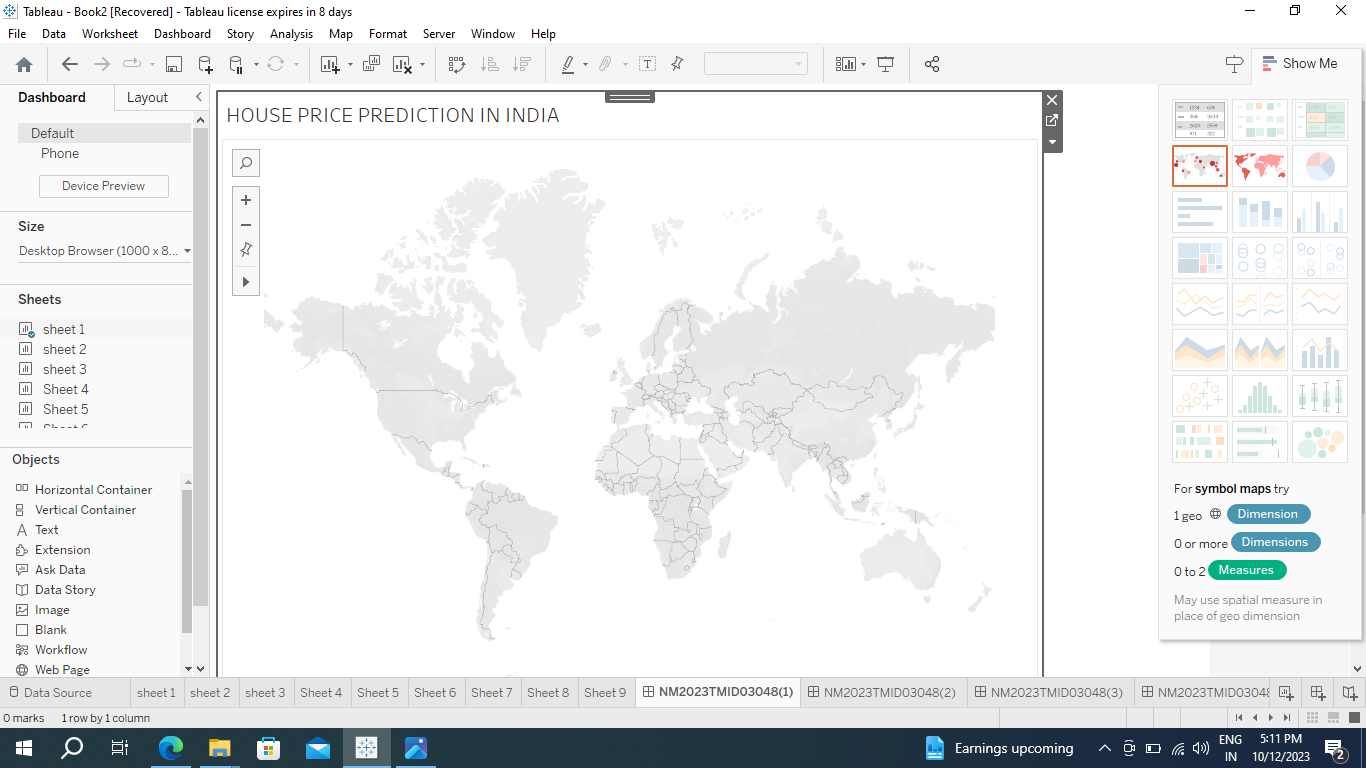 Tableau - Book2 [Recovered] - Tableau license expires in 8 days
File Data Worksheet Dashboard Story Analysis Map Format Server Window Help
Show Me
Dashboard Layout
HOUSE PRICE PREDICTION IN INDIA
Default
Phone
Device Preview
Size
Desktop Browser (1000 x 8...
Sheets
sheet 1
sheet 2
sheet 3
Sheet 4
Sheet 5
Objects
Horizontal Container
Vertical Container
Text
Extension
Ask Data
Data Story
Image
Blank
Workflow
Web Page
For symbol maps try
1 geo Dimension
0 or more Dimensions
0 to 2 Measures
May use spatial measure in
place of geo dimension
Data Source sheet 1 sheet 2 sheet 3 Sheet 4 Sheet 5 Sheet 6 Sheet 7 Sheet 8 Sheet 9 NM2023TMID03048(1) NM2023TMID03048(2) NM2023TMID03048(3) NM2023TMID03048
0 marks 1 row by 1 column
Earnings upcoming
ENG
IN
5:11 PM
10/12/2023
2